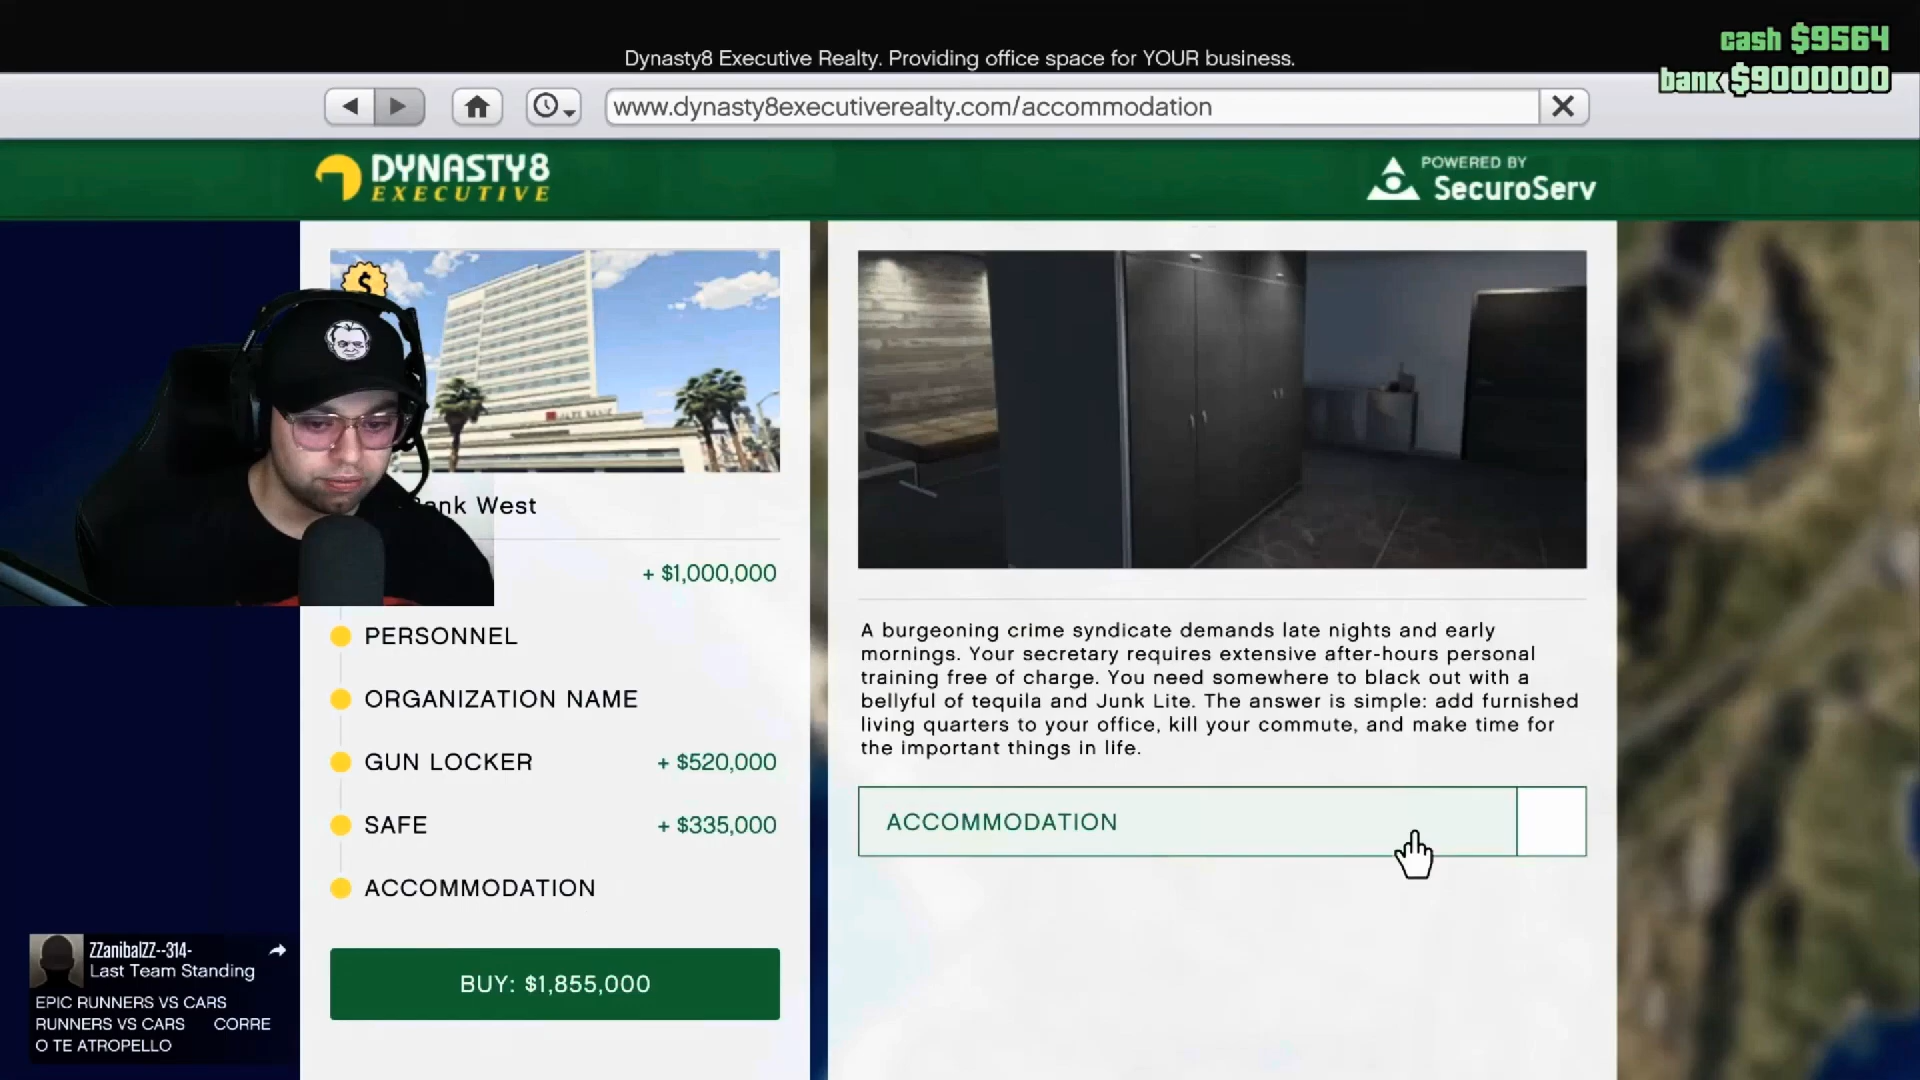 cash $9564
bank $9000000
Dynasty8 Executive Realty. Providing office space for YOUR business.
www.dynasty8executiverealty.com/accommodation
DYNASTY8
EXECUTIVE
POWERED BY
SecuroServ
$
MAZE BANK
West
+ $1,000,000
PERSONNEL
ORGANIZATION NAME
GUN LOCKER + $520,000
SAFE + $335,000
ACCOMMODATION
BUY: $1,855,000
A burgeoning crime syndicate demands late nights and early
mornings. Your secretary requires extensive after-hours personal
training free of charge. You need somewhere to black out with a
bellyful of tequila and Junk Lite. The answer is simple: add furnished
living quarters to your office, kill your commute, and make time for
the important things in life.
ACCOMMODATION
ZZanibalZZ--314-
Last Team Standing
EPIC RUNNERS VS CARS
RUNNERS VS CARS CORRE
O TE ATROPELLO